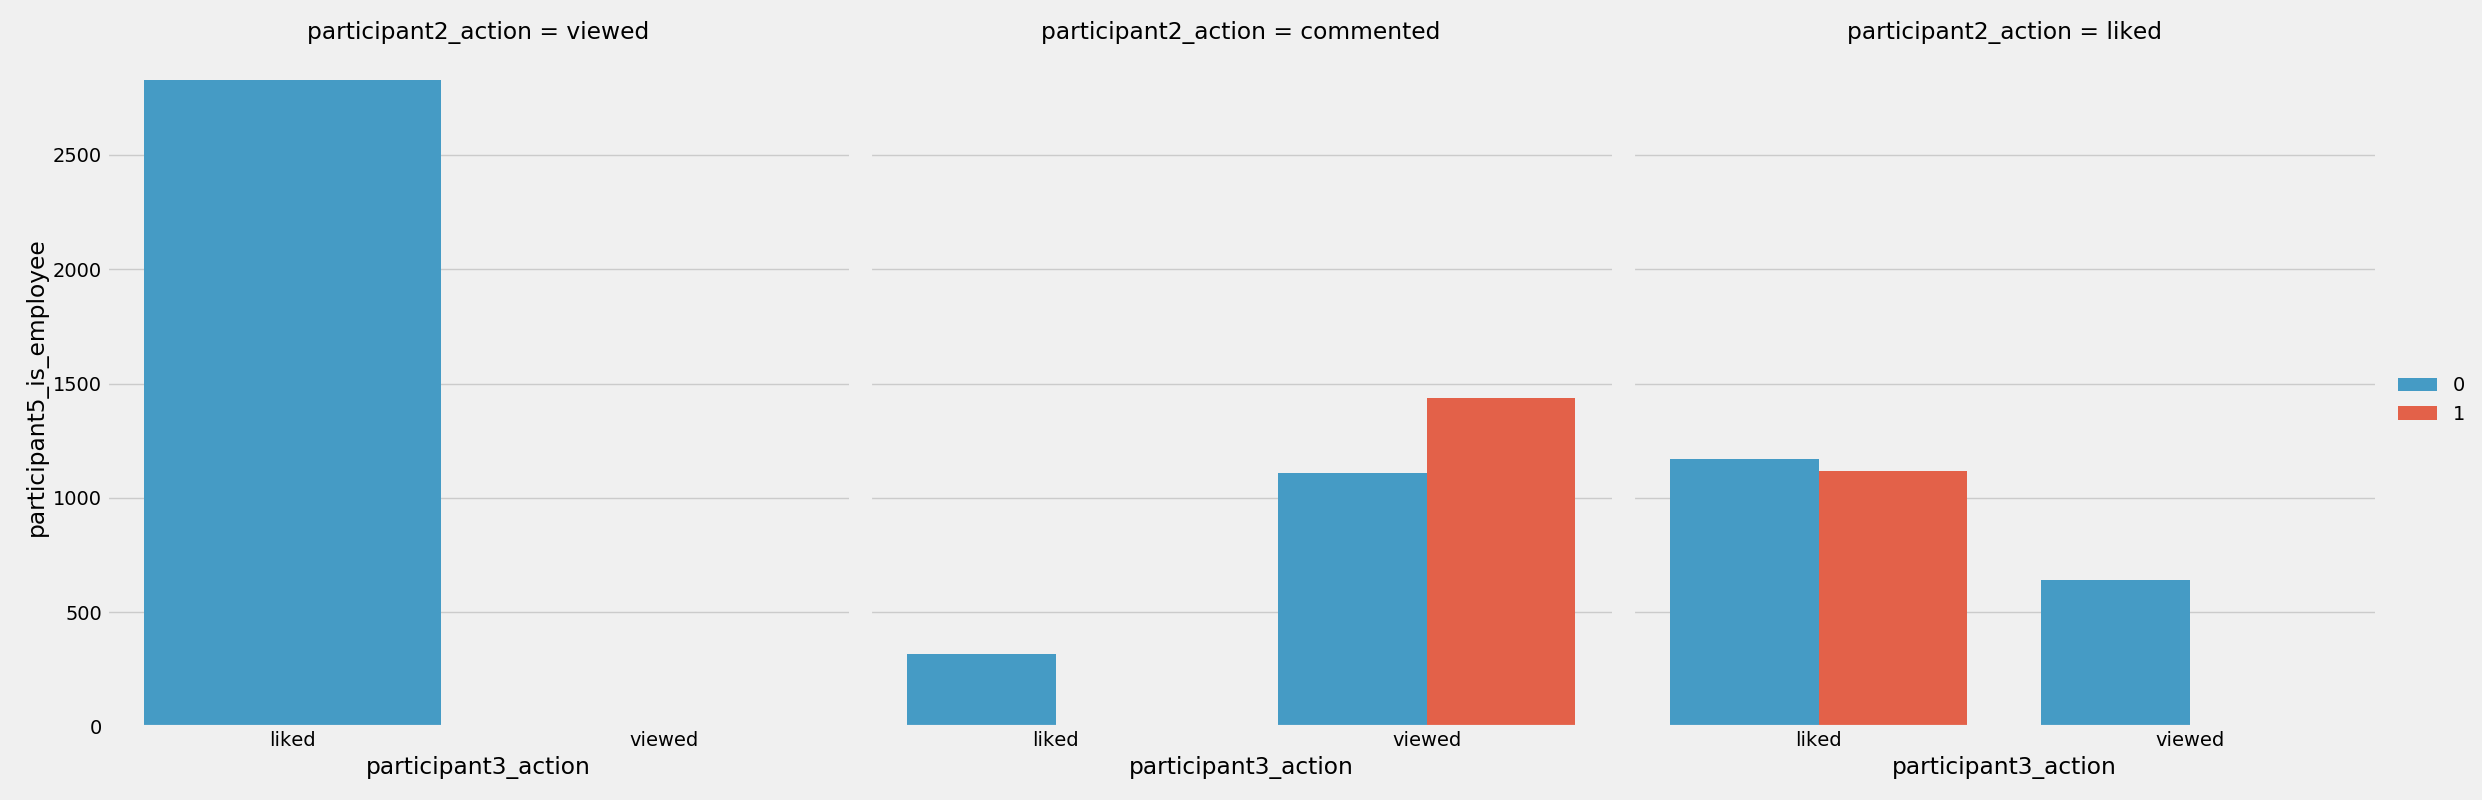 participant2_action = viewed
participant2_action = commented
participant2_action = liked
participant5_is_employee
2500
2000
1500
1000
500
0
liked
viewed
liked
viewed
liked
viewed
participant3_action
participant3_action
participant3_action
0
1